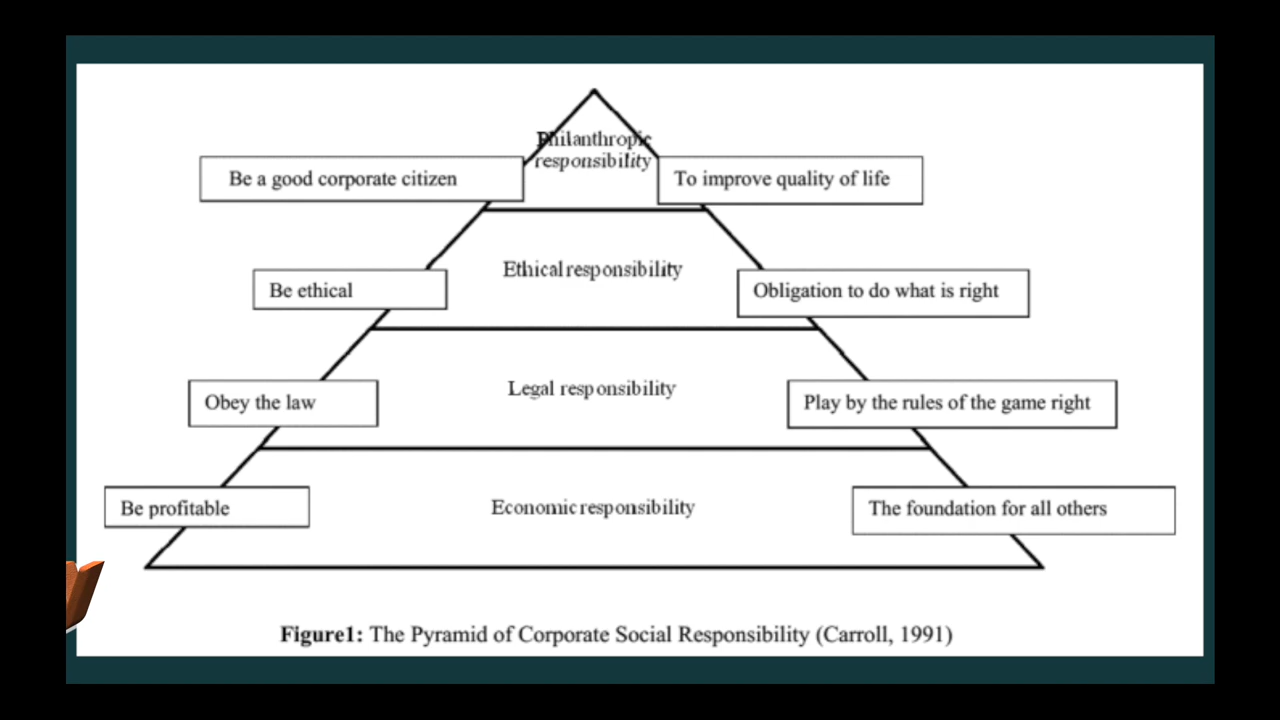 Philanthropic
responsibility
Be a good corporate citizen
To improve quality of life
Ethical responsibility
Be ethical
Obligation to do what is right
Legal responsibility
Obey the law
Play by the rules of the game right
Economic responsibility
Be profitable
The foundation for all others
Figure1: The Pyramid of Corporate Social Responsibility (Carroll, 1991)